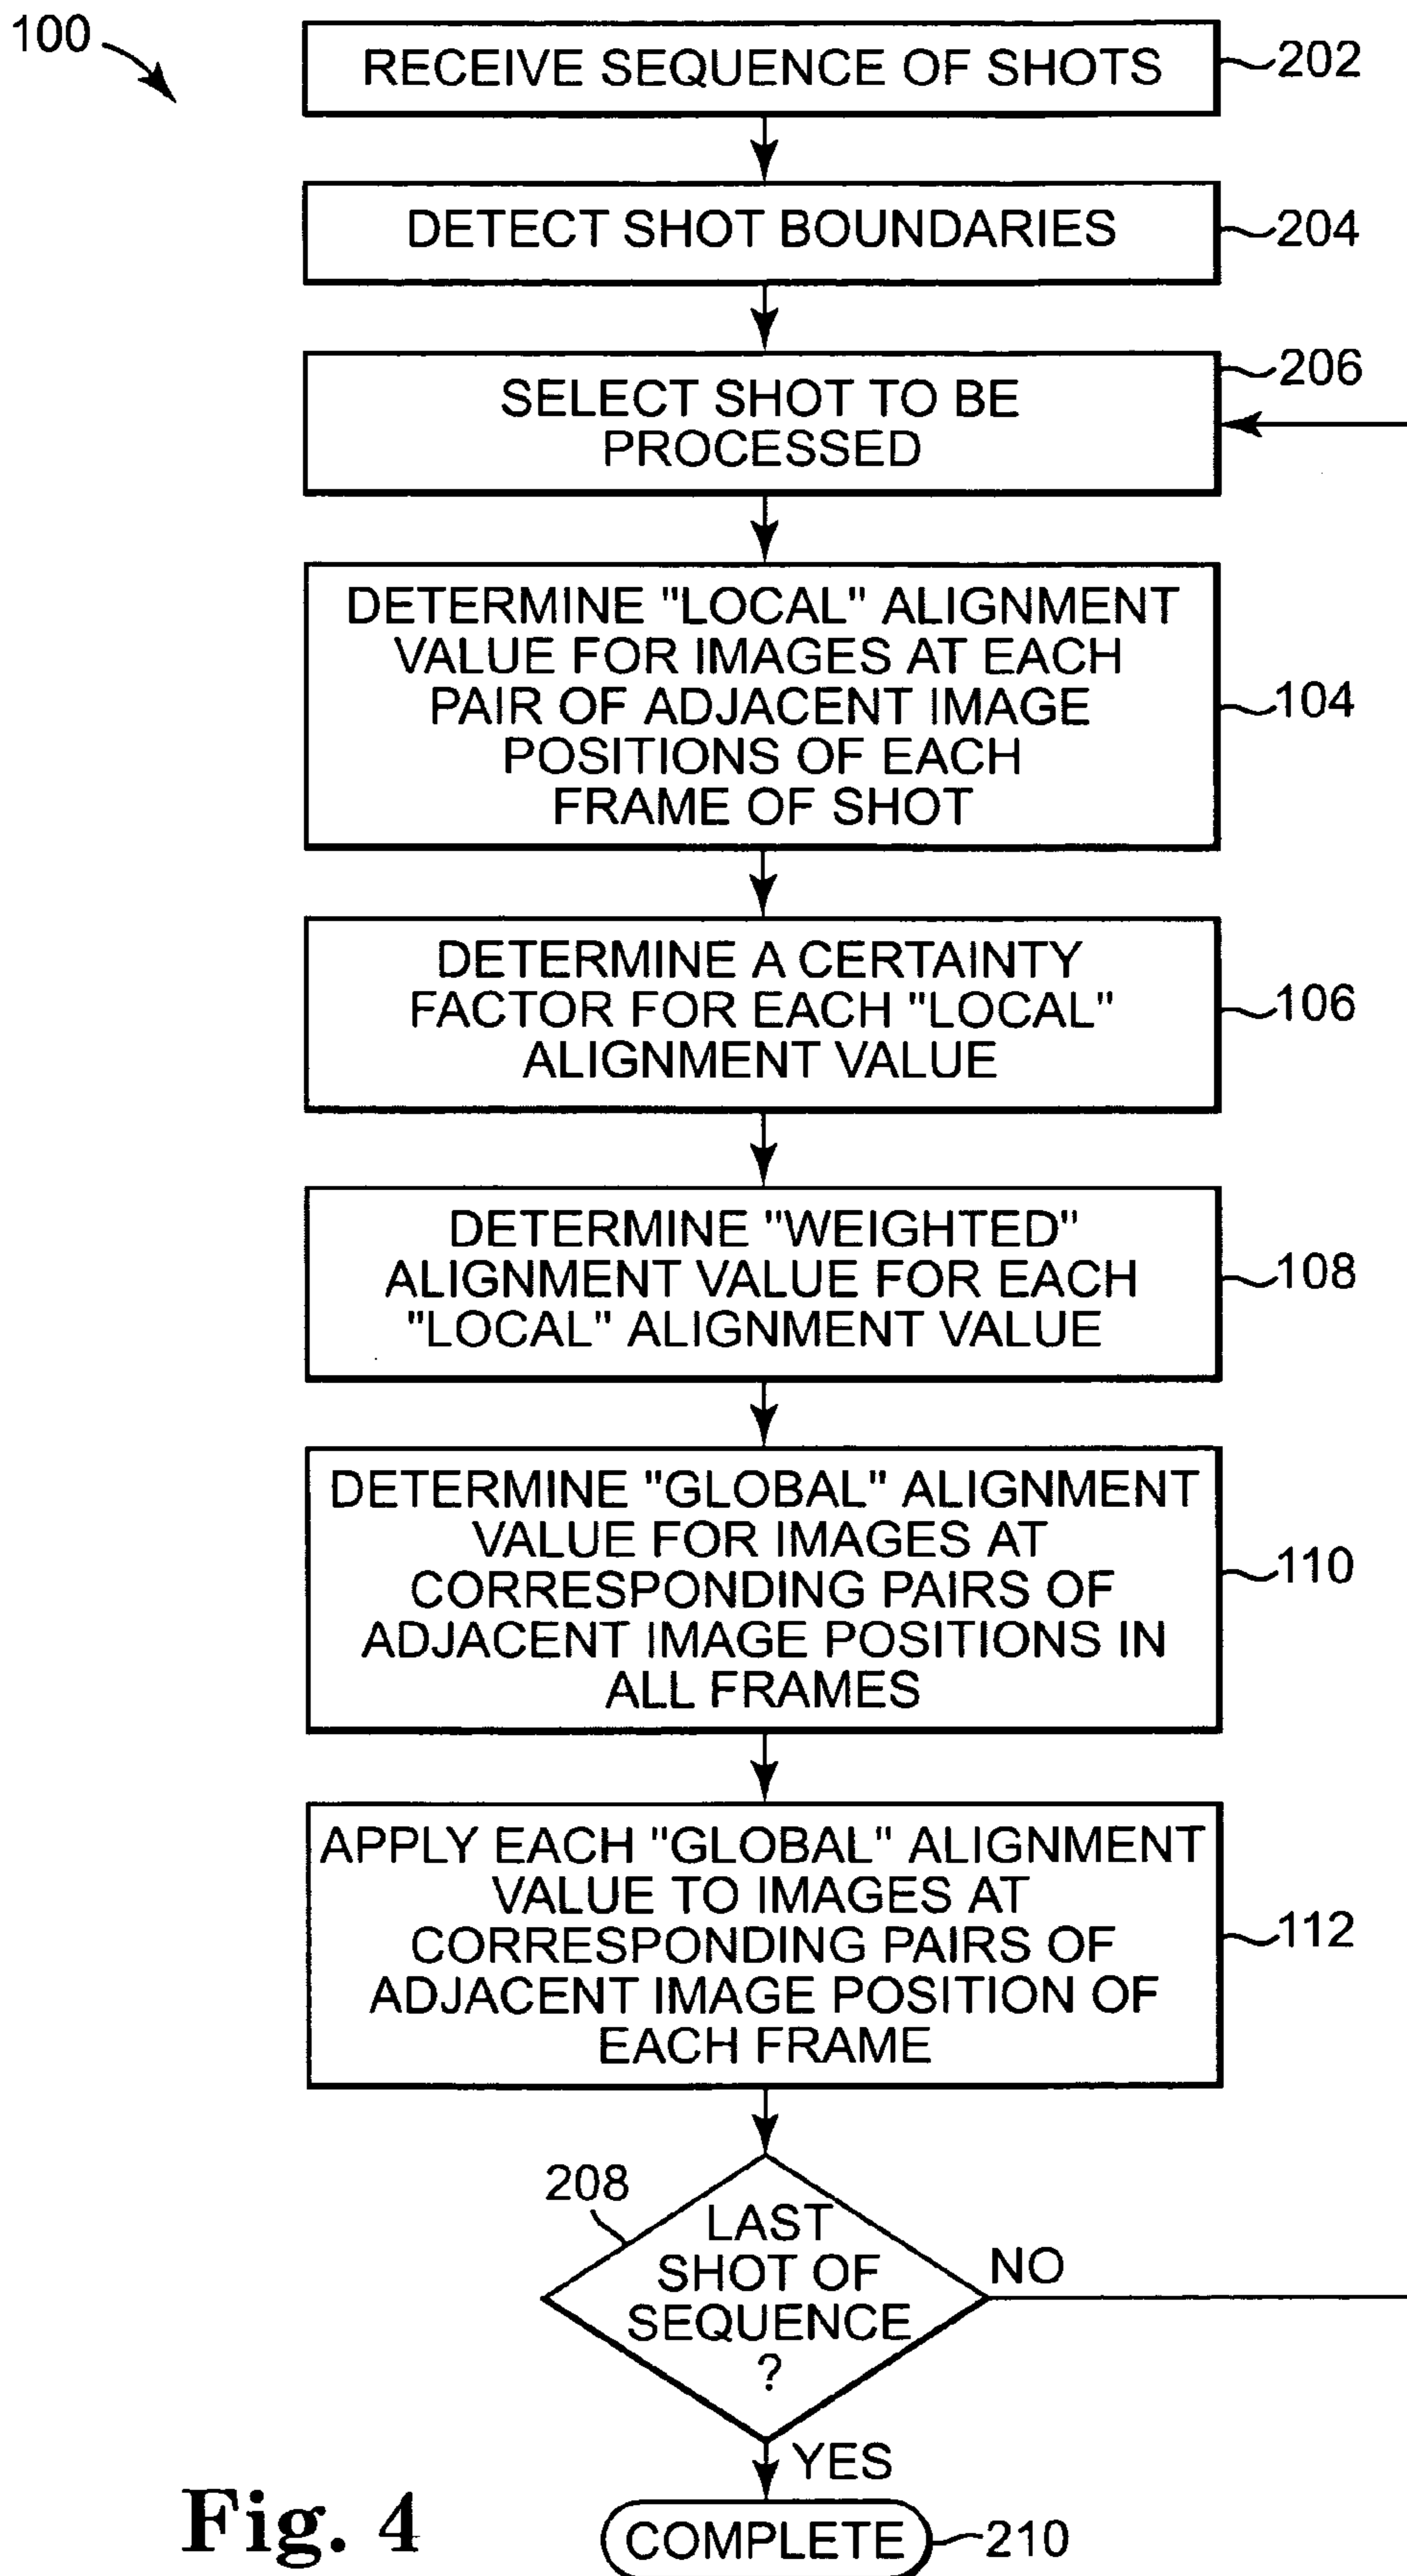 100
RECEIVE SEQUENCE OF SHOTS
202
DETECT SHOT BOUNDARIES
204
SELECT SHOT TO BE
PROCESSED
206
DETERMINE "LOCAL" ALIGNMENT
VALUE FOR IMAGES AT EACH
PAIR OF ADJACENT IMAGE
POSITIONS OF EACH
FRAME OF SHOT
104
DETERMINE A CERTAINTY
FACTOR FOR EACH "LOCAL"
ALIGNMENT VALUE
106
DETERMINE "WEIGHTED"
ALIGNMENT VALUE FOR EACH
"LOCAL" ALIGNMENT VALUE
108
DETERMINE "GLOBAL" ALIGNMENT
VALUE FOR IMAGES AT
CORRESPONDING PAIRS OF
ADJACENT IMAGE POSITIONS IN
ALL FRAMES
110
APPLY EACH "GLOBAL" ALIGNMENT
VALUE TO IMAGES AT
CORRESPONDING PAIRS OF
ADJACENT IMAGE POSITION OF
EACH FRAME
112
208
LAST
SHOT OF
SEQUENCE
?
NO
YES
COMPLETE
210
Fig. 4